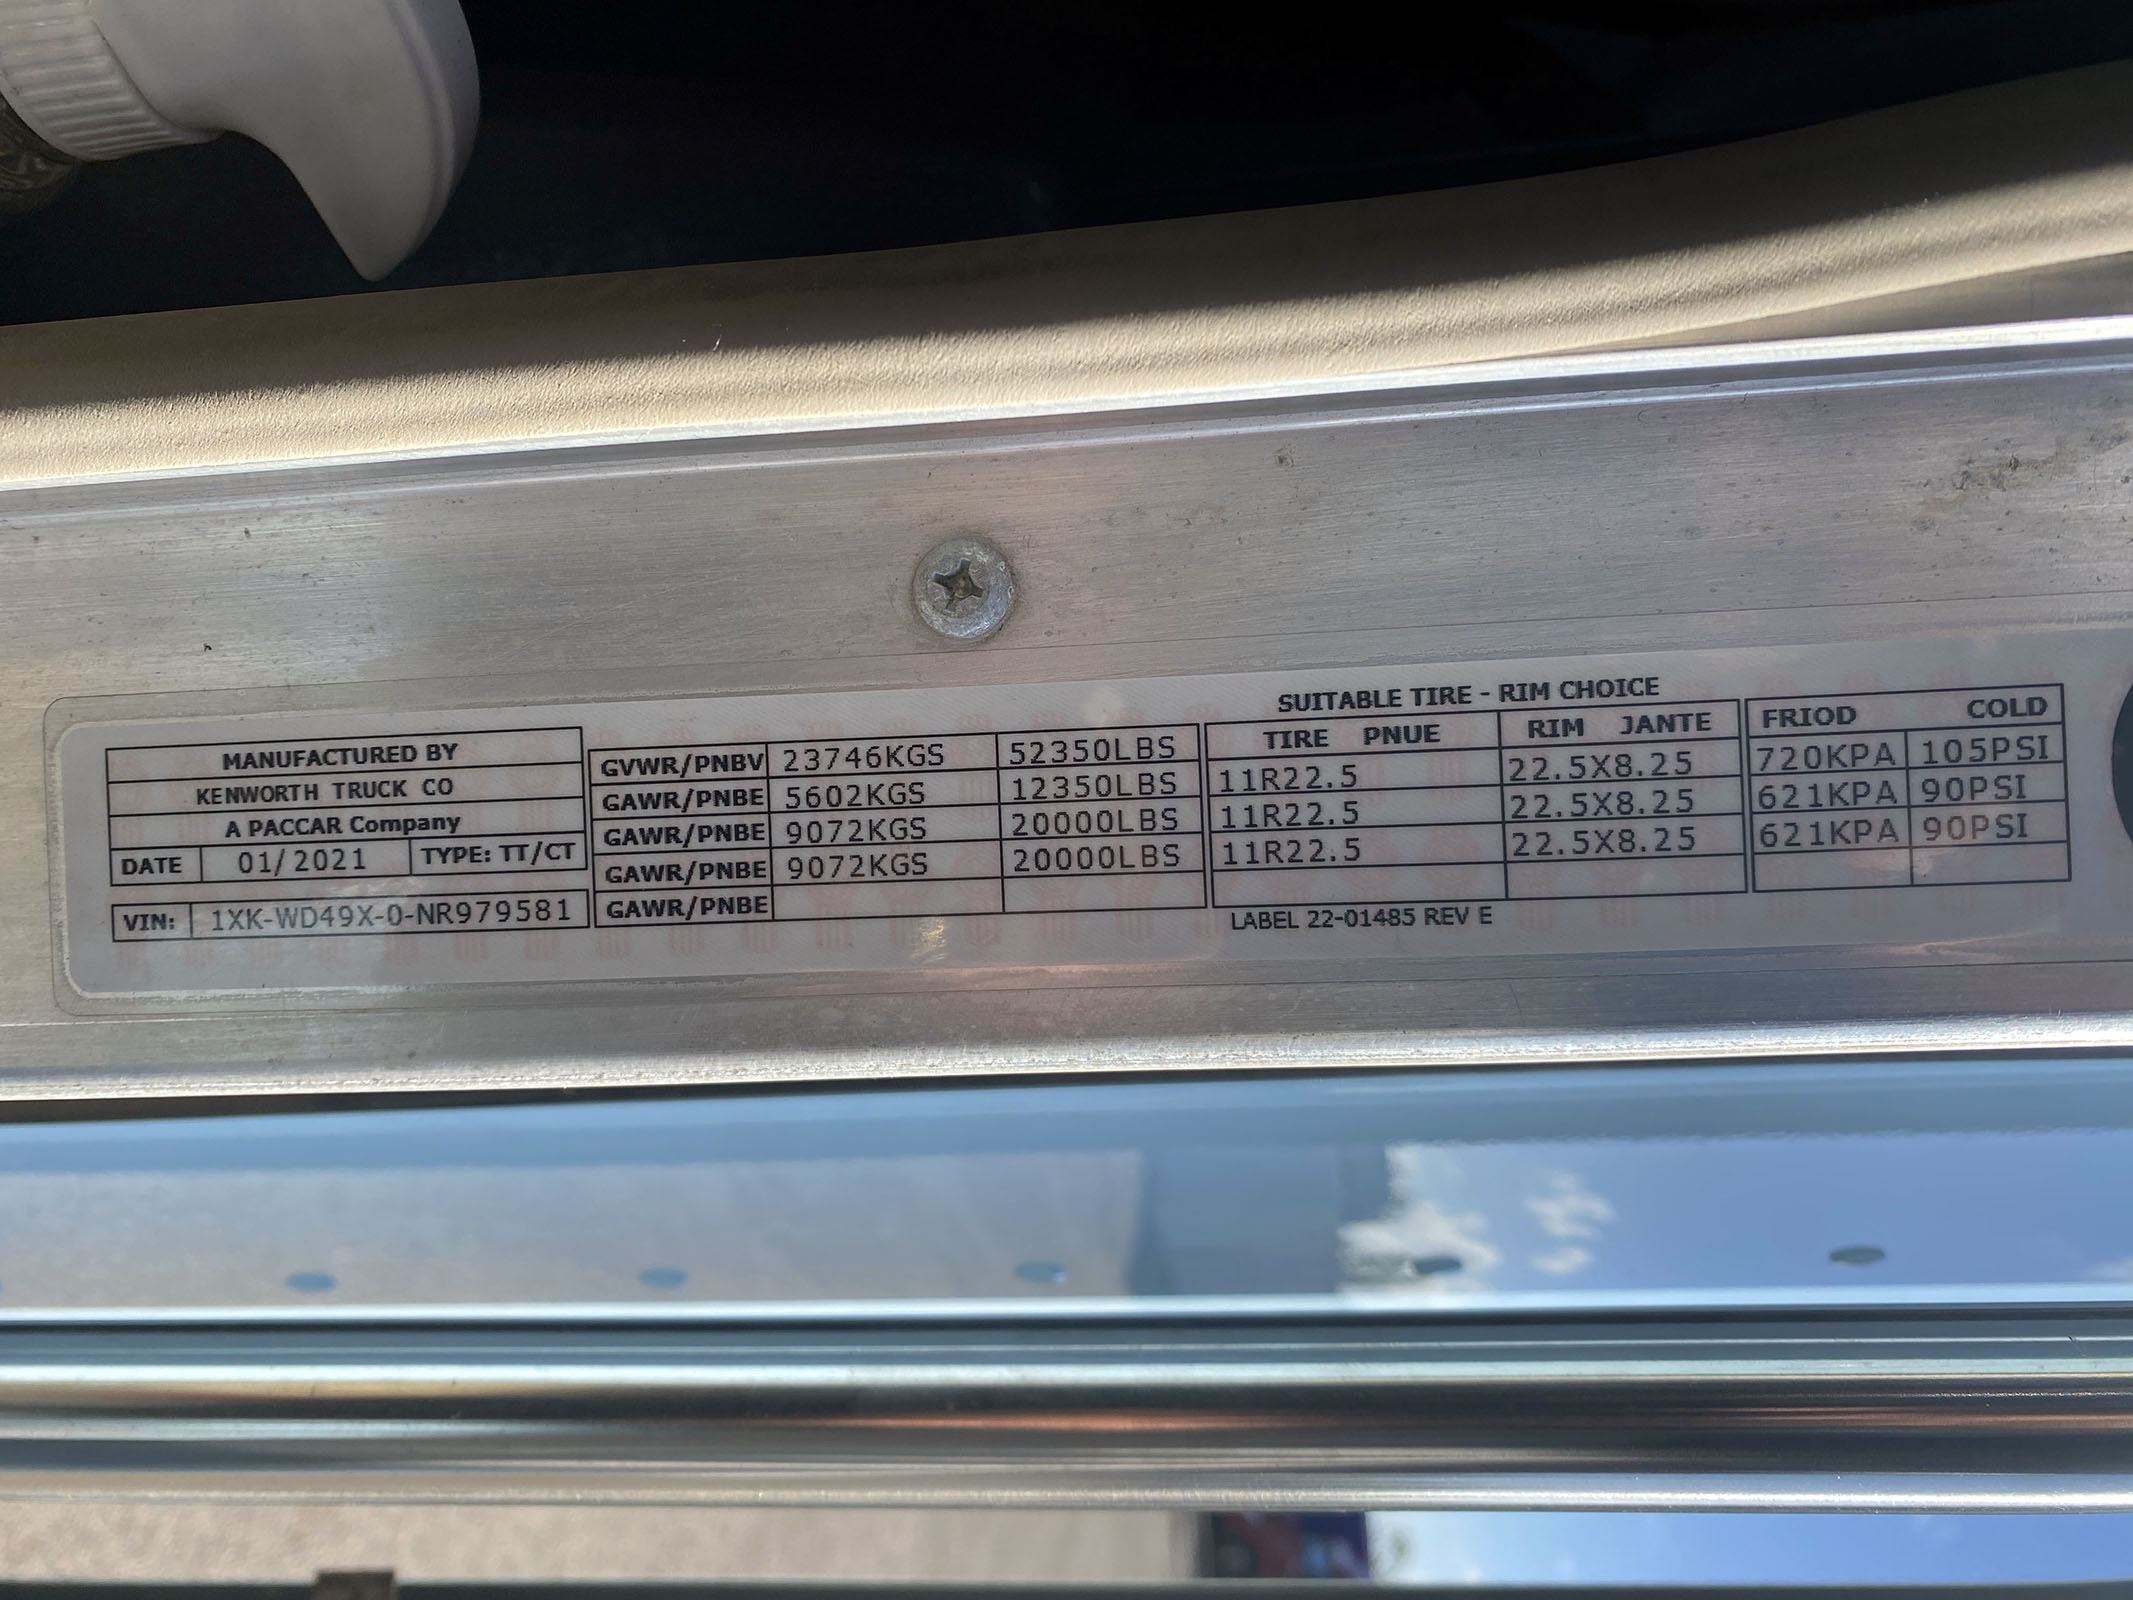 MANUFACTURED BY
KENWORTH TRUCK CO
A PACCAR Company
DATE 01/2021 TYPE: TT/CT
VIN: 1XK-WD49X-0-NR979581
GVWR/PNBV 23746KGS 52350LBS
GAWR/PNBE 5602KGS 12350LBS
GAWR/PNBE 9072KGS 20000LBS
GAWR/PNBE 9072KGS 20000LBS
GAWR/PNBE
SUITABLE TIRE - RIM CHOICE
TIRE PNUE RIM JANTE FRIOD COLD
11R22.5 22.5X8.25 720KPA 105PSI
11R22.5 22.5X8.25 621KPA 90PSI
11R22.5 22.5X8.25 621KPA 90PSI
LABEL 22-01485 REV E